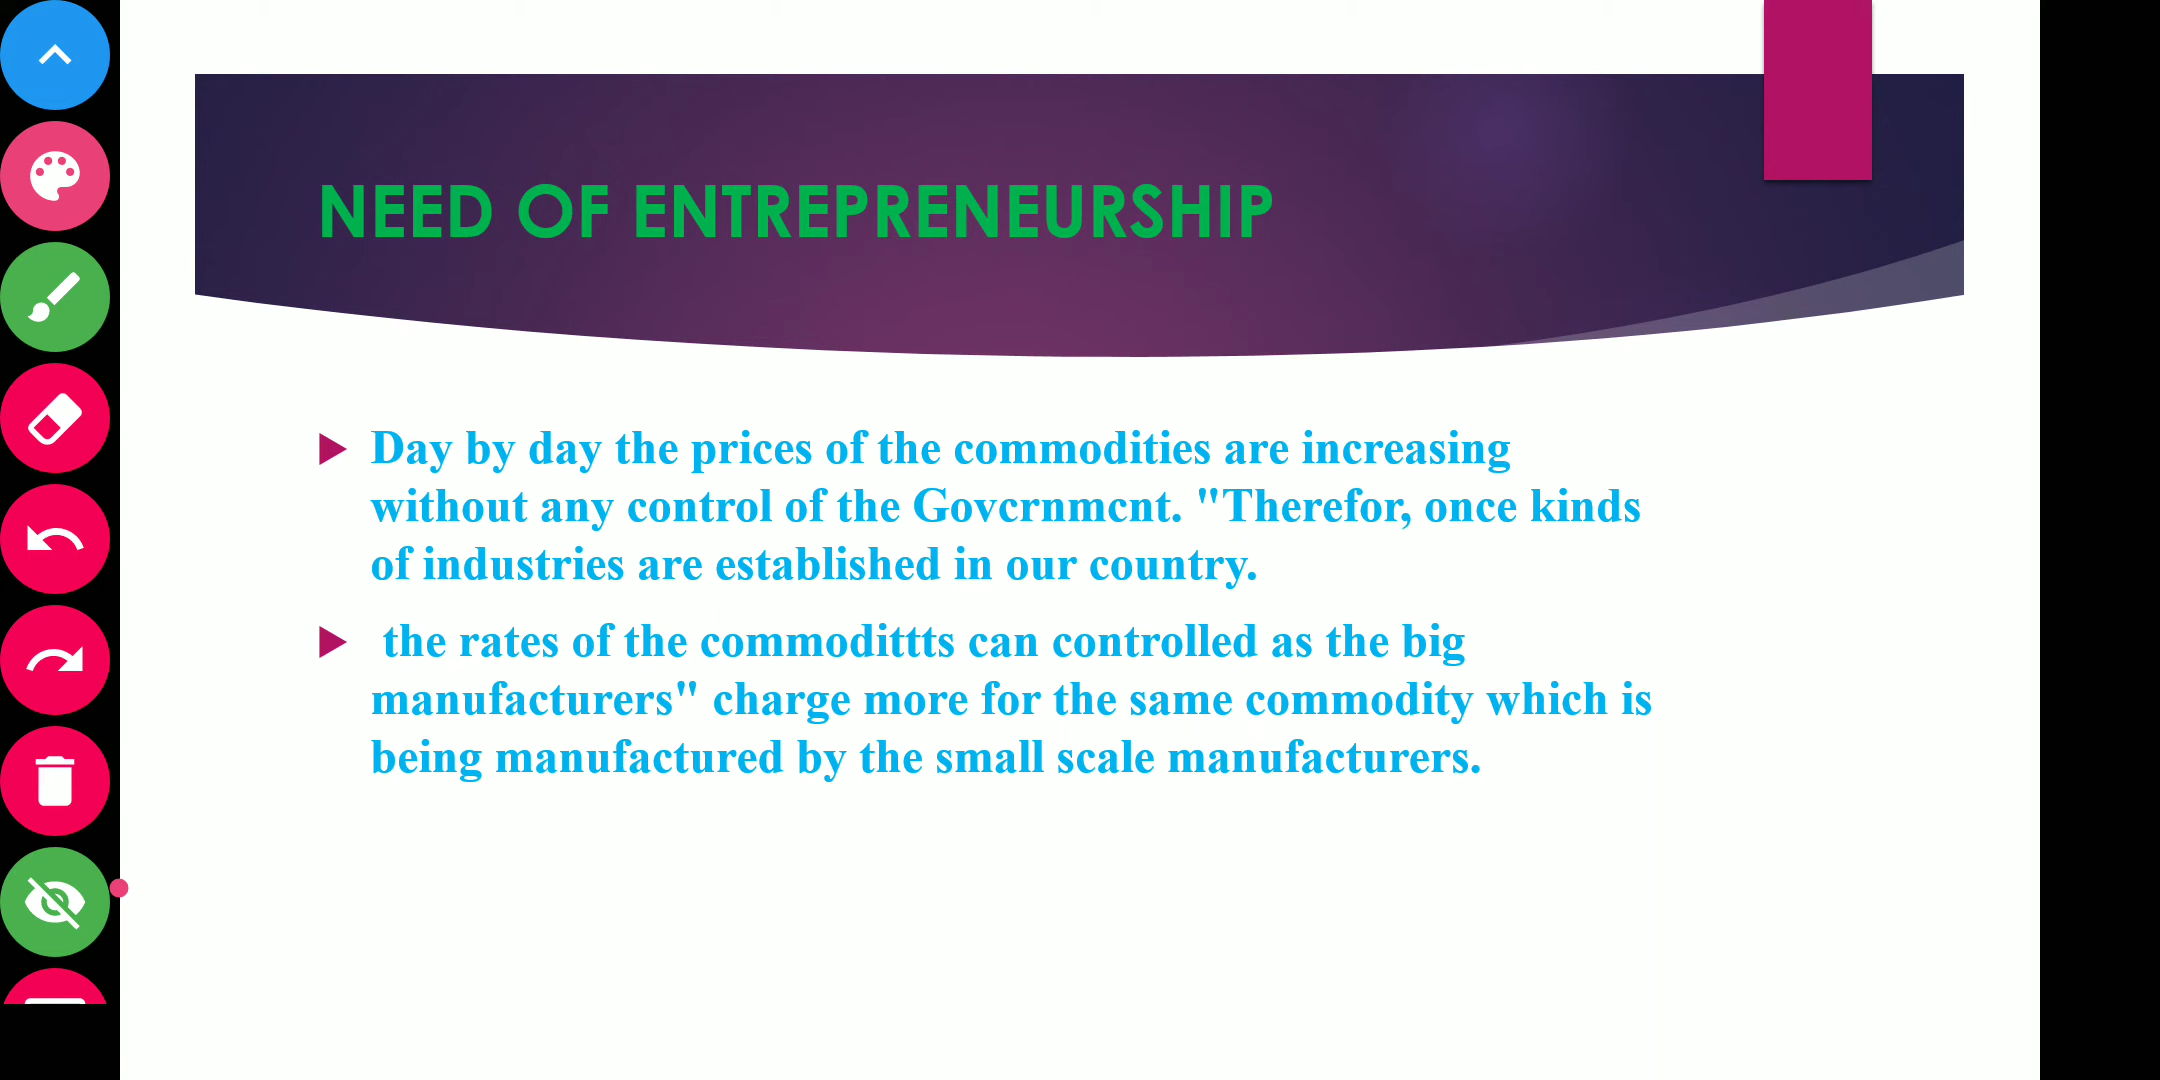 NEED OF ENTREPRENEURSHIP
Day by day the prices of the commodities are increasing
without any control of the Govcrnmcnt. "Therefor, once kinds
of industries are established in our country.
the rates of the commodittts can controlled as the big
manufacturers" charge more for the same commodity which is
being manufactured by the small scale manufacturers.